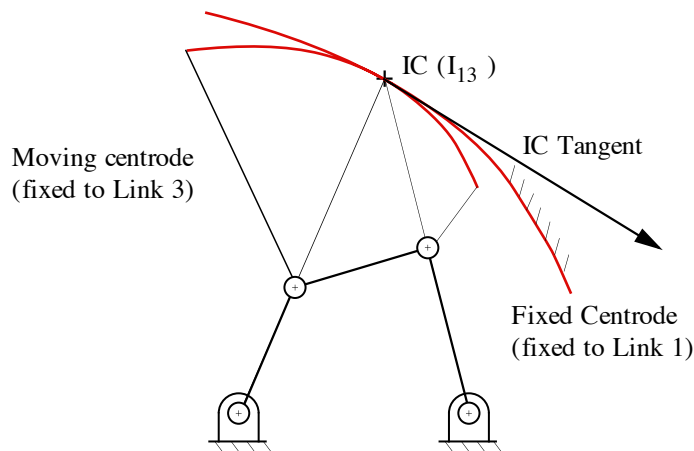 IC (I13 )
IC Tangent
Moving centrode
(fixed to Link 3)
Fixed Centrode
(fixed to Link 1)